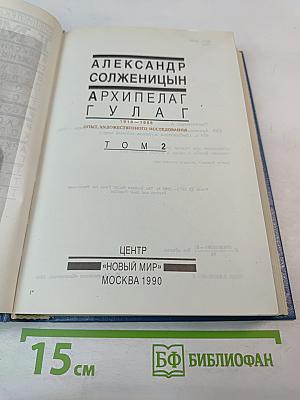 АЛЕКСАНДР
СОЛЖЕНИЦЫН
АРХИПЕЛАГ
ГУЛАГ
1918—1956
ОПЫТ ХУДОЖЕСТВЕННОГО ИССЛЕДОВАНИЯ
ТОМ 2
ЦЕНТР
«НОВЫЙ МИР»
МОСКВА 1990
15 см
БФ БИБЛИОФАН